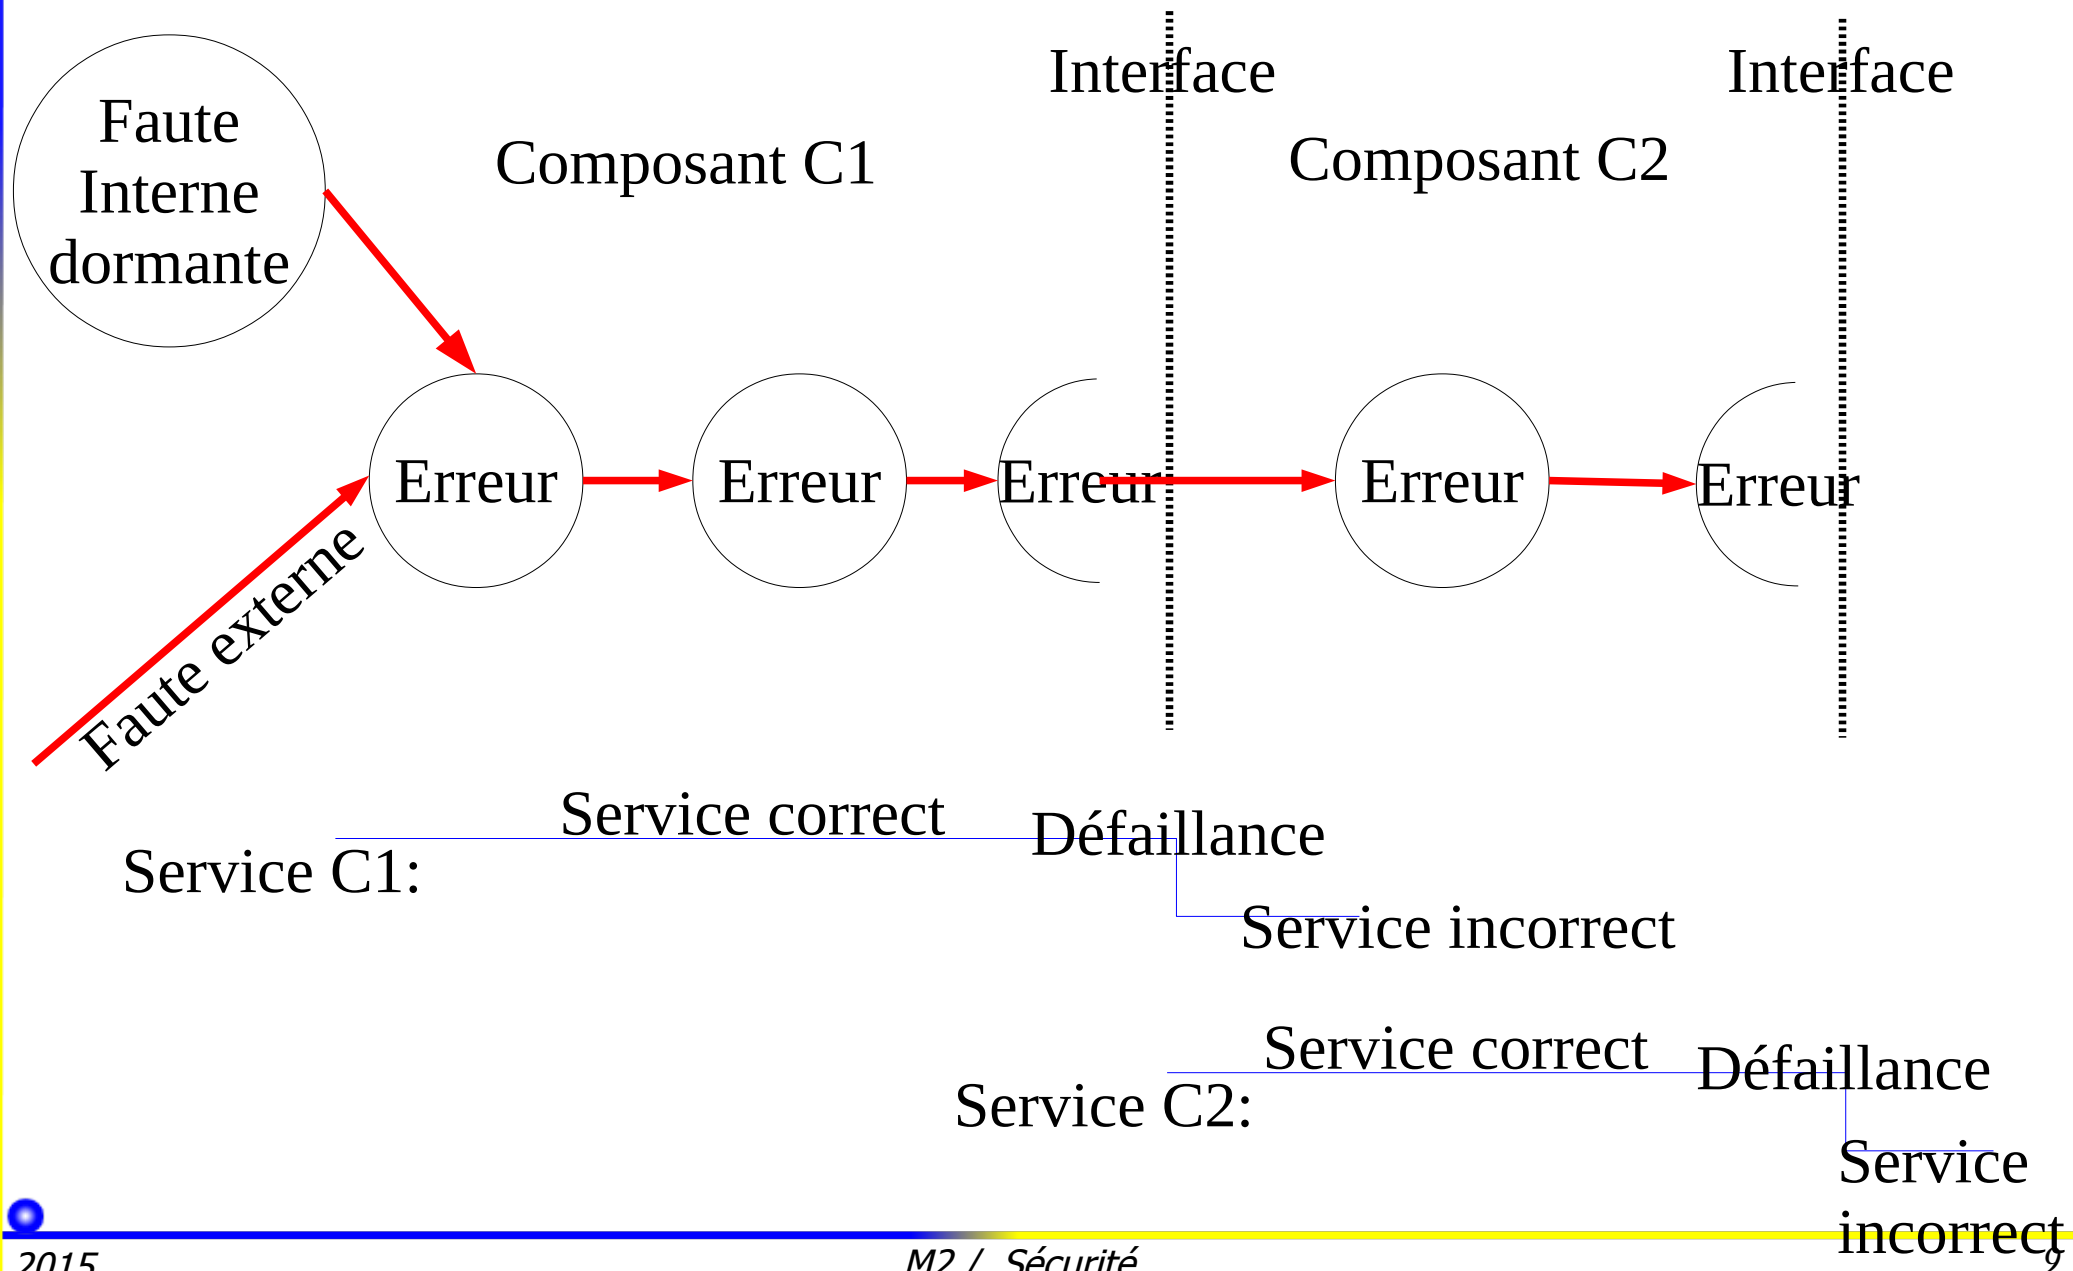 Interface
Interface
Faute
Interne
dormante
Composant C1
Composant C2
Erreur
Erreur
Erreur
Erreur
Erreur
Faute externe
Service correct
Défaillance
Service C1:
Service incorrect
Service correct
Défaillance
Service C2:
Service
incorrect
2015
M2 / Sécurité
9